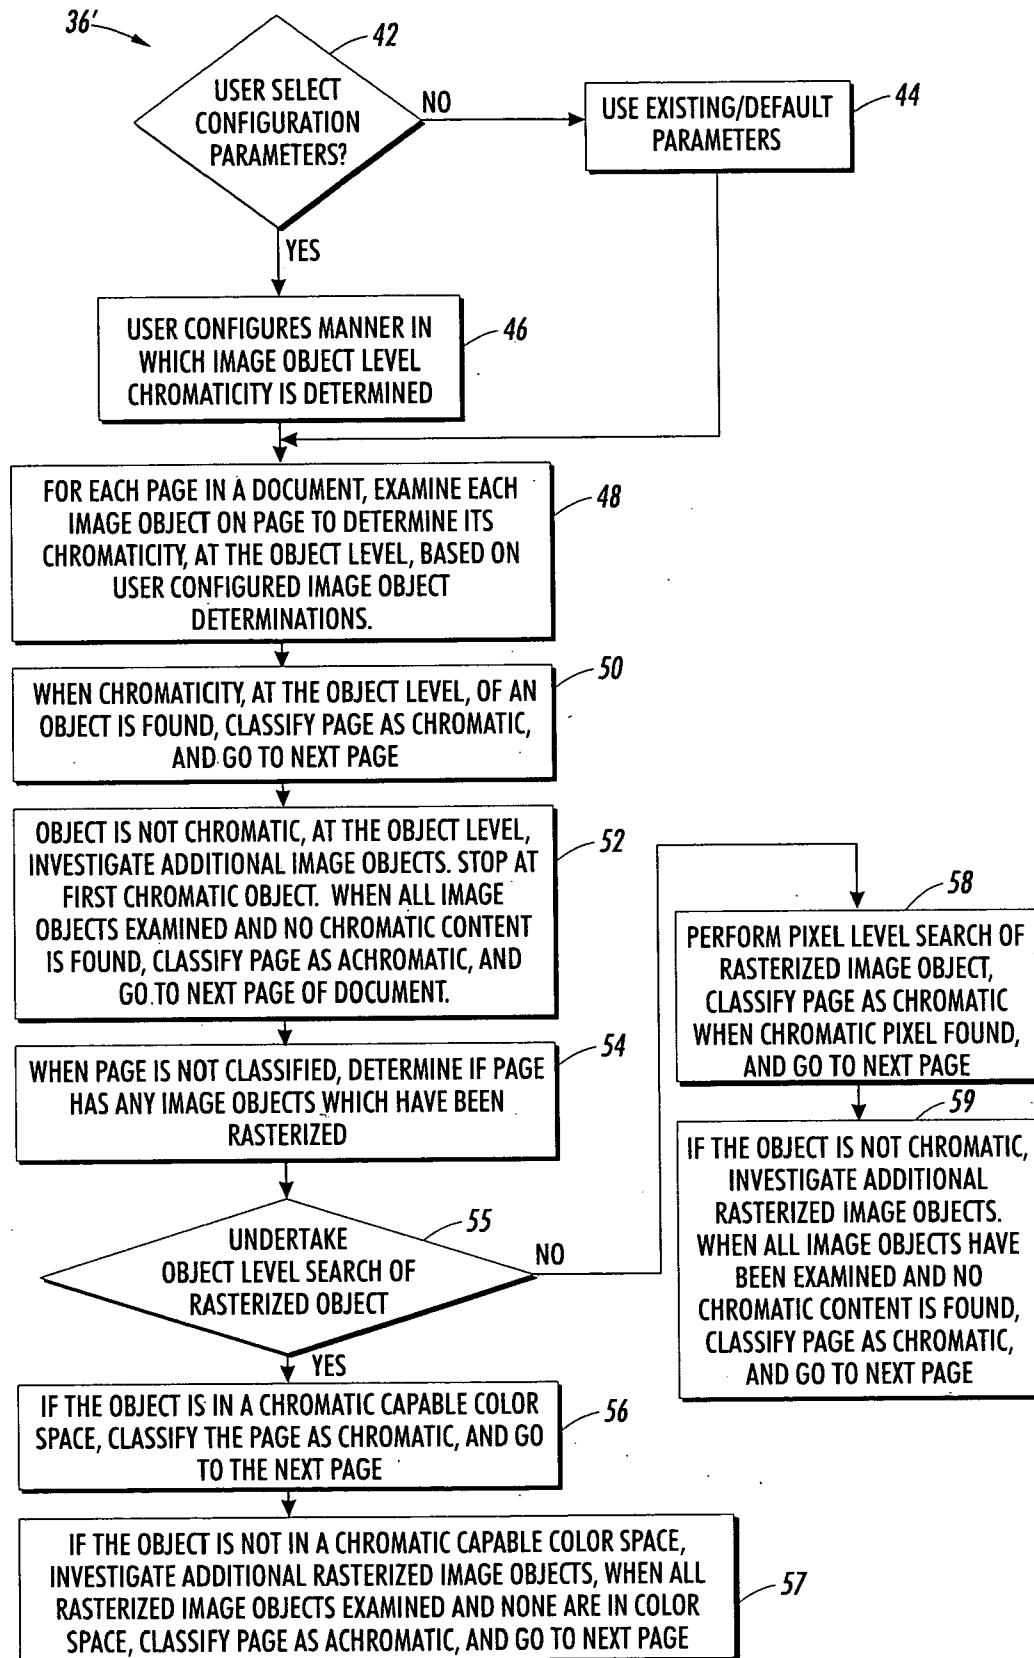 36'
42
USER SELECT
CONFIGURATION
PARAMETERS?
NO
44
USE EXISTING/DEFAULT
PARAMETERS
YES
46
USER CONFIGURES MANNER IN
WHICH IMAGE OBJECT LEVEL
CHROMATICITY IS DETERMINED
48
FOR EACH PAGE IN A DOCUMENT, EXAMINE EACH
IMAGE OBJECT ON PAGE TO DETERMINE ITS
CHROMATICITY, AT THE OBJECT LEVEL, BASED ON
USER CONFIGURED IMAGE OBJECT
DETERMINATIONS.
50
WHEN CHROMATICITY, AT THE OBJECT LEVEL, OF AN
OBJECT IS FOUND, CLASSIFY PAGE AS CHROMATIC,
AND GO TO NEXT PAGE
52
OBJECT IS NOT CHROMATIC, AT THE OBJECT LEVEL,
INVESTIGATE ADDITIONAL IMAGE OBJECTS. STOP AT
FIRST CHROMATIC OBJECT. WHEN ALL IMAGE
OBJECTS EXAMINED AND NO CHROMATIC CONTENT
IS FOUND, CLASSIFY PAGE AS ACHROMATIC, AND
GO TO NEXT PAGE OF DOCUMENT.
54
WHEN PAGE IS NOT CLASSIFIED, DETERMINE IF PAGE
HAS ANY IMAGE OBJECTS WHICH HAVE BEEN
RASTERIZED
55
UNDERTAKE
OBJECT LEVEL SEARCH OF
RASTERIZED OBJECT
NO
YES
56
IF THE OBJECT IS IN A CHROMATIC CAPABLE COLOR
SPACE, CLASSIFY THE PAGE AS CHROMATIC, AND GO
TO THE NEXT PAGE
57
IF THE OBJECT IS NOT IN A CHROMATIC CAPABLE COLOR SPACE,
INVESTIGATE ADDITIONAL RASTERIZED IMAGE OBJECTS, WHEN ALL
RASTERIZED IMAGE OBJECTS EXAMINED AND NONE ARE IN COLOR
SPACE, CLASSIFY PAGE AS ACHROMATIC, AND GO TO NEXT PAGE
58
PERFORM PIXEL LEVEL SEARCH OF
RASTERIZED IMAGE OBJECT,
CLASSIFY PAGE AS CHROMATIC
WHEN CHROMATIC PIXEL FOUND,
AND GO TO NEXT PAGE
59
IF THE OBJECT IS NOT CHROMATIC,
INVESTIGATE ADDITIONAL
RASTERIZED IMAGE OBJECTS.
WHEN ALL IMAGE OBJECTS HAVE
BEEN EXAMINED AND NO
CHROMATIC CONTENT IS FOUND,
CLASSIFY PAGE AS CHROMATIC,
AND GO TO NEXT PAGE